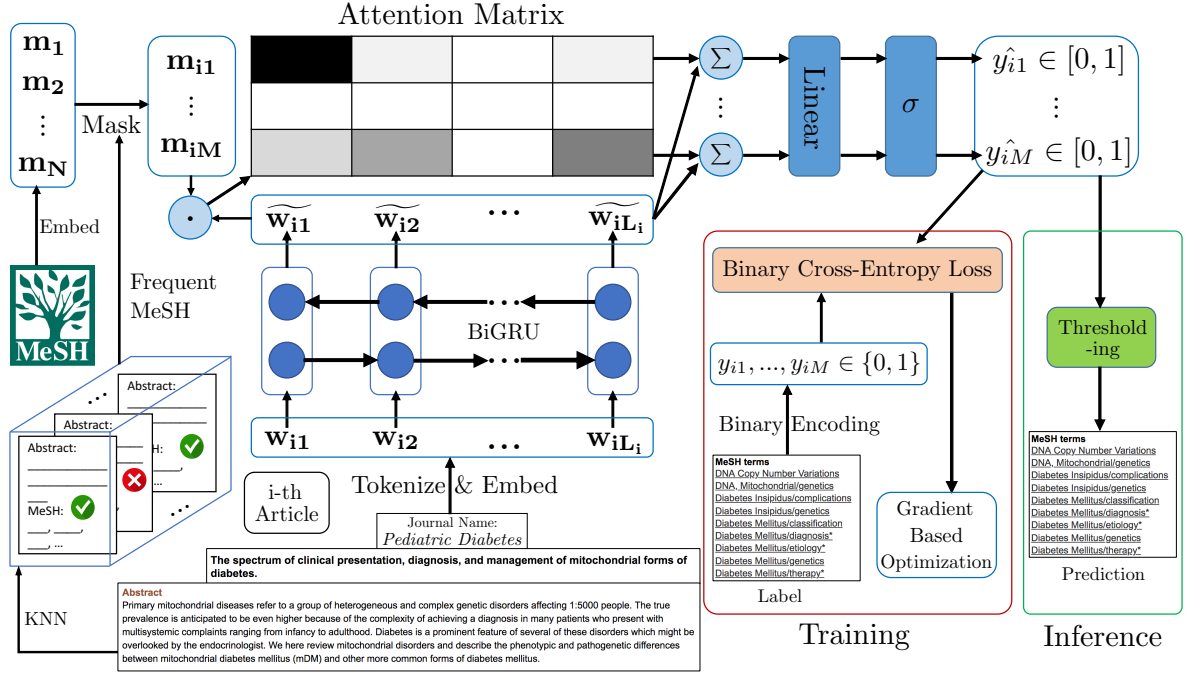 Attention Matrix
m1
m2
⋮
mN
Mask
mi1
⋮
miM
·
Embed
MeSH
Frequent
MeSH
w̃i1 w̃i2 ... w̃iLi
BiGRU
wi1 wi2 ... wiLi
Tokenize & Embed
i-th
Article
Journal Name:
Pediatric Diabetes
The spectrum of clinical presentation, diagnosis, and management of mitochondrial forms of
diabetes.
Abstract
Primary mitochondrial diseases refer to a group of heterogeneous and complex genetic disorders affecting 1:5000 people. The true
prevalence is anticipated to be even higher because of the complexity of achieving a diagnosis in many patients who present with
multisystemic complaints ranging from infancy to adulthood. Diabetes is a prominent feature of several of these disorders which might be
overlooked by the endocrinologist. We here review mitochondrial disorders and describe the phenotypic and pathogenetic differences
between mitochondrial diabetes mellitus (mDM) and other more common forms of diabetes mellitus.
KNN
...
Abstract:
H:
...
Abstract:
Abstract:
MeSH:
, ...
...
∑
⋮
∑
Linear
σ
ŷi1 ∈ [0, 1]
⋮
ŷiM ∈ [0, 1]
Binary Cross-Entropy Loss
yi1, ..., yiM ∈ {0, 1}
Binary Encoding
MeSH terms
DNA Copy Number Variations
DNA, Mitochondrial/genetics
Diabetes Insipidus/complications
Diabetes Insipidus/genetics
Diabetes Mellitus/classification
Diabetes Mellitus/diagnosis*
Diabetes Mellitus/etiology*
Diabetes Mellitus/genetics
Diabetes Mellitus/therapy*
Label
Gradient
Based
Optimization
Training
Threshold
-ing
MeSH terms
DNA Copy Number Variations
DNA, Mitochondrial/genetics
Diabetes Insipidus/complications
Diabetes Insipidus/genetics
Diabetes Mellitus/classification
Diabetes Mellitus/diagnosis*
Diabetes Mellitus/etiology*
Diabetes Mellitus/genetics
Diabetes Mellitus/therapy*
Prediction
Inference